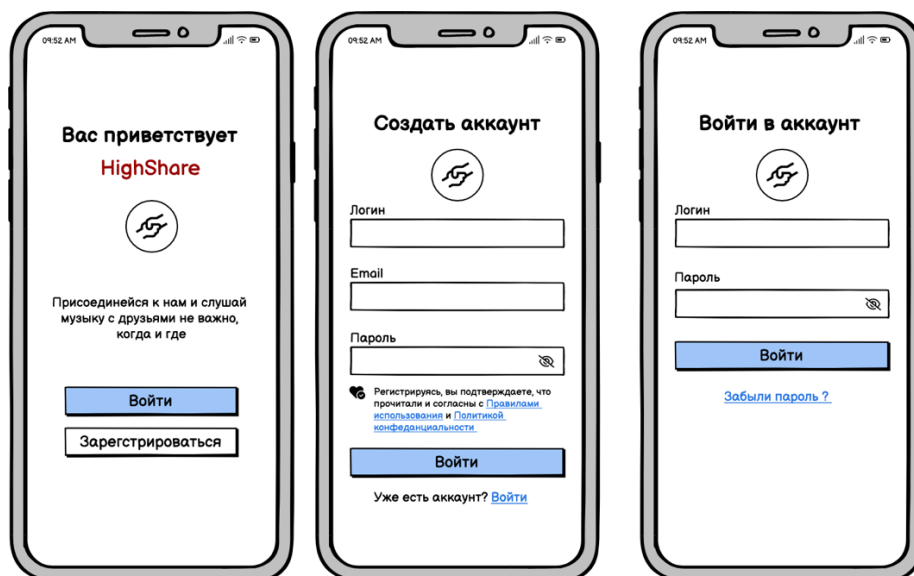 09:52 AM
Вас приветствует
HighShare
Присоединейся к нам и слушай
музыку с друзьями не важно,
когда и где
Войти
Зарегстрироваться
09:52 AM
Создать аккаунт
Логин
Email
Пароль
Регистрируясь, вы подтверждаете, что
прочитали и согласны с Правилами
использования и Политикой
конфеданциальности
Войти
Уже есть аккаунт? Войти
09:52 AM
Войти в аккаунт
Логин
Пароль
Войти
Забыли пароль ?